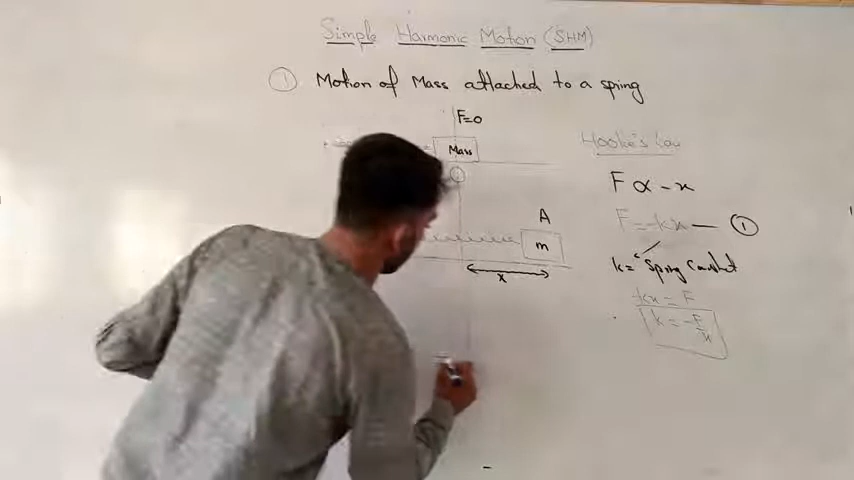 Simple Harmonic Motion (SHM)
① Motion of Mass attached to a spring
F=0
Mass
Hooke's Law
F ∝ -x
F=-kx — ①
A
m
x
k= Spring Constant
-kx = F
k = -F/x